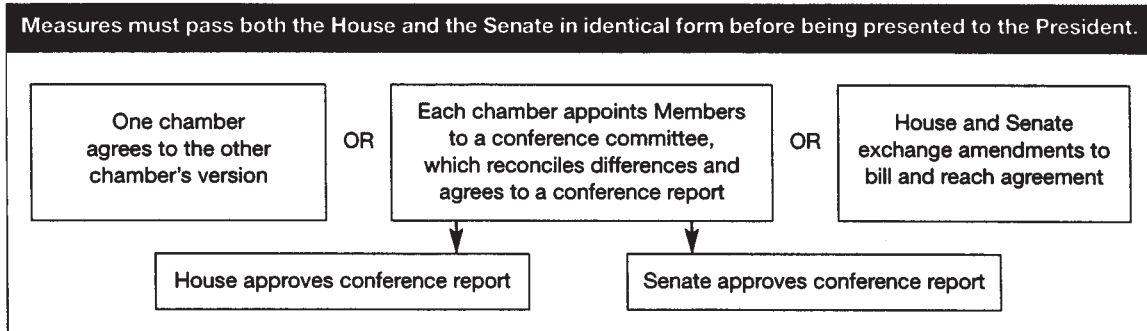 Measures must pass both the House and the Senate in identical form before being presented to the President.
One chamber
agrees to the other
chamber's version
OR
Each chamber appoints Members
to a conference committee,
which reconciles differences and
agrees to a conference report
OR
House and Senate
exchange amendments to
bill and reach agreement
House approves conference report
Senate approves conference report